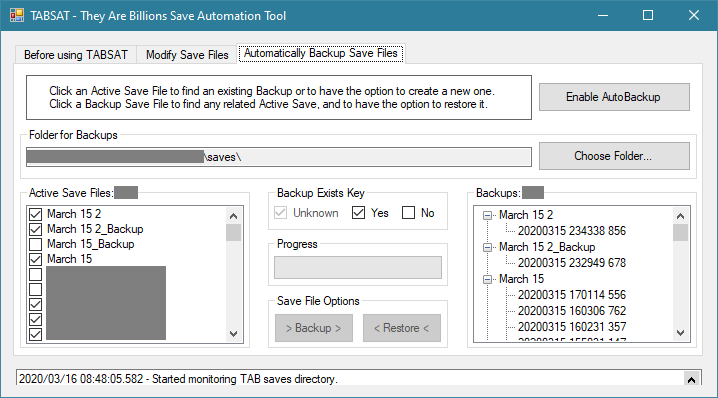 TABSAT - They Are Billions Save Automation Tool
Before using TABSAT
Modify Save Files
Automatically Backup Save Files
Click an Active Save File to find an existing Backup or to have the option to create a new one.
Click a Backup Save File to find any related Active Save, and to have the option to restore it.
Enable AutoBackup
Folder for Backups
\saves\
Choose Folder...
Active Save Files:
March 15 2
March 15 2_Backup
March 15_Backup
March 15
Backup Exists Key
Unknown
Yes
No
Progress
Save File Options
> Backup >
< Restore <
Backups:
March 15 2
20200315 234338 856
March 15 2_Backup
20200315 232949 678
March 15
20200315 170114 556
20200315 160306 762
20200315 160231 357
2020/03/16 08:48:05.582 - Started monitoring TAB saves directory.